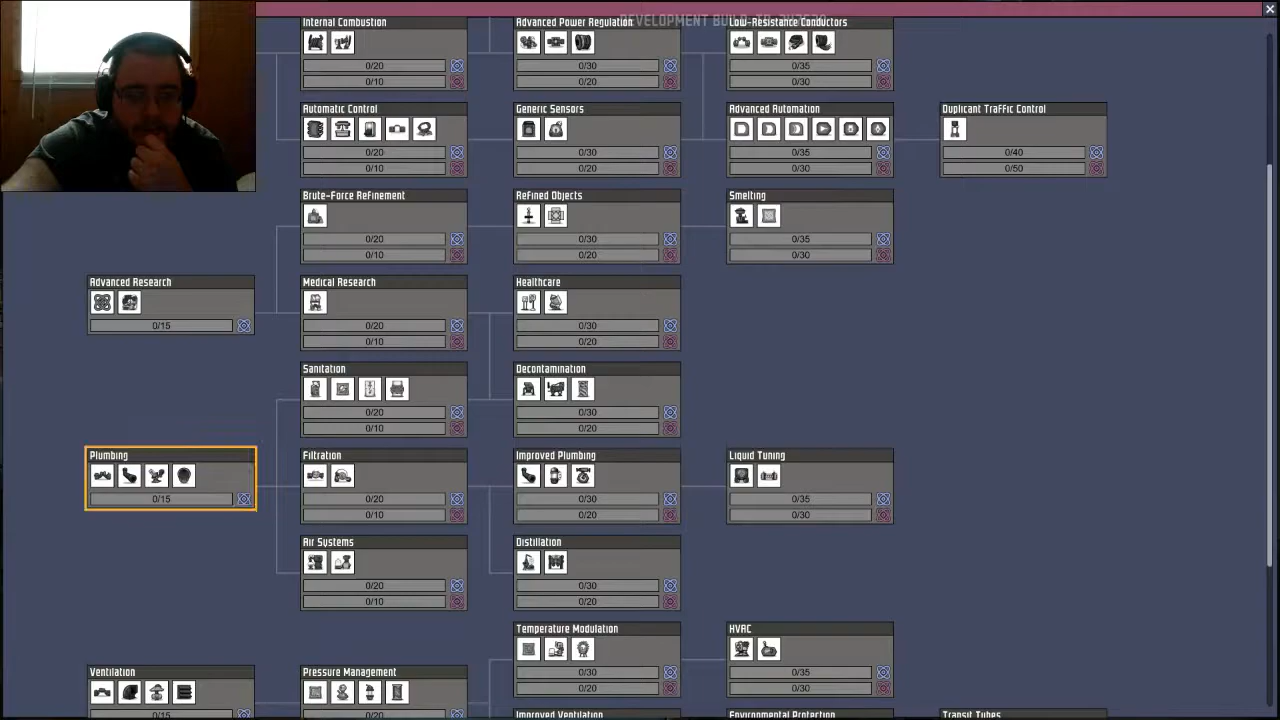 Internal Combustion
Advanced Power Regulation
Low-Resistance Conductors
0/20
0/30
0/35
0/10
0/20
0/30
Automatic Control
Generic Sensors
Advanced Automation
Duplicant Traffic Control
0/20
0/30
0/35
0/40
0/10
0/20
0/30
0/50
Brute-Force Refinement
Refined Objects
Smelting
0/20
0/30
0/35
0/10
0/20
0/30
Advanced Research
Medical Research
Healthcare
0/15
0/20
0/30
0/10
0/20
Sanitation
Decontamination
0/20
0/30
0/10
0/20
Plumbing
Filtration
Improved Plumbing
Liquid Tuning
0/15
0/20
0/30
0/35
0/10
0/20
0/30
Air Systems
Distillation
0/20
0/30
0/10
0/20
Temperature Modulation
HVAC
0/30
0/35
0/20
0/30
Ventilation
Pressure Management
0/15
0/20
Improved Ventilation
Environmental Protection
Transit Tubes